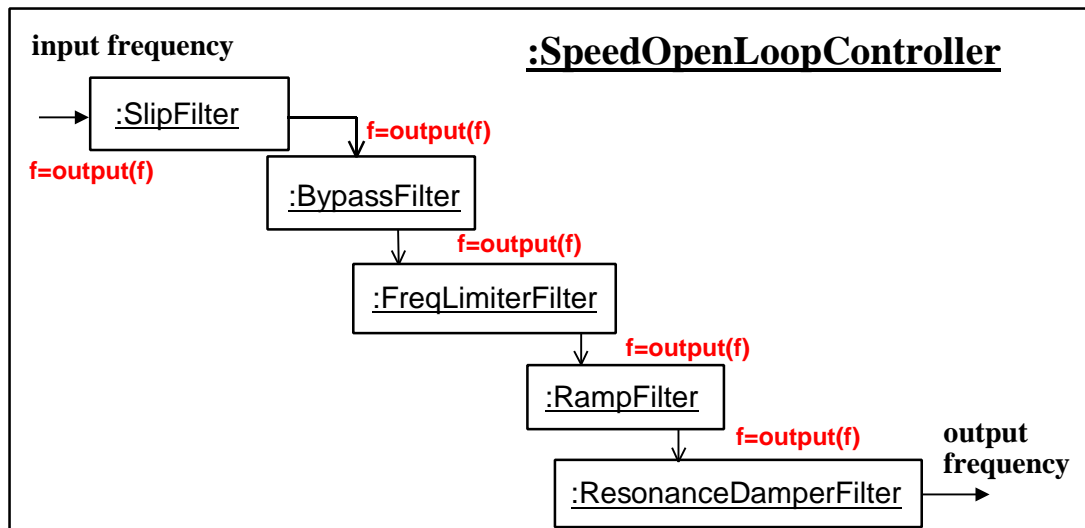 input frequency
:SpeedOpenLoopController
:SlipFilter
f=output(f)
f=output(f)
:BypassFilter
f=output(f)
:FreqLimiterFilter
f=output(f)
:RampFilter
f=output(f)
output
frequency
:ResonanceDamperFilter